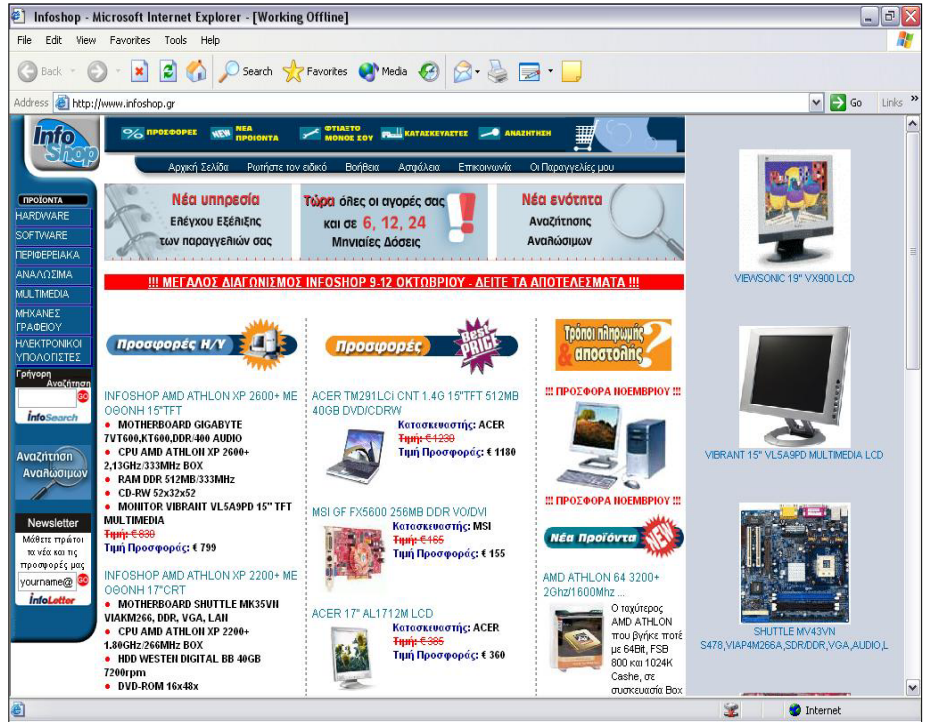 Infoshop - Microsoft Internet Explorer - [Working Offline]
File Edit View Favorites Tools Help
Back Search Favorites Media
Address http://www.infoshop.gr Go Links »
Info Shop
% ΠΡΟΣΦΟΡΕΣ NEW ΝΕΑ ΠΡΟΙΟΝΤΑ ΦΤΙΑΞΤΟ ΜΟΝΟΣ ΣΟΥ ΚΑΤΑΣΚΕΥΑΣΤΕΣ ΑΝΑΖΗΤΗΣΗ
Αρχική Σελίδα Ρωτήστε τον ειδικό Βοήθεια Ασφάλεια Επικοινωνία Οι Παραγγελίες μου
ΠΡΟΪΟΝΤΑ
HARDWARE
SOFTWARE
ΠΕΡΙΦΕΡΕΙΑΚΑ
ΑΝΑΛΩΣΙΜΑ
MULTIMEDIA
ΜΗΧΑΝΕΣ
ΓΡΑΦΕΙΟΥ
ΗΛΕΚΤΡΟΝΙΚΟΙ
ΥΠΟΛΟΓΙΣΤΕΣ
Γρήγορη
Αναζήτηση
GO
infoSearch
Αναζήτηση
Αναλωσίμων
Newsletter
Μάθετε πρώτοι
τα νέα και τις
προσφορές μας
yourname@ GO
infoLetter
Νέα υπηρεσία
Ελέγχου Εξέλιξης
των παραγγελιών σας
Τώρα όλες οι αγορές σας
και σε 6, 12, 24
Μηνιαίες Δόσεις
Νέα ενότητα
Αναζήτησης
Αναλώσιμων
!!! ΜΕΓΑΛΟΣ ΔΙΑΓΩΝΙΣΜΟΣ INFOSHOP 9-12 ΟΚΤΩΒΡΙΟΥ - ΔΕΙΤΕ ΤΑ ΑΠΟΤΕΛΕΣΜΑΤΑ !!!
Προσφορές Η/Υ
INFOSHOP AMD ATHLON XP 2600+ ΜΕ
ΟΘΟΝΗ 15"TFT
• MOTHERBOARD GIGABYTE
7VT600,KT600,DDR/400 AUDIO
• CPU AMD ATHLON XP 2600+
2,13GHz/333MHz BOX
• RAM DDR 512MB/333MHz
• CD-RW 52x32x52
• MONITOR VIBRANT VL5A9PD 15" TFT
MULTIMEDIA
Τιμή: € 830
Τιμή Προσφοράς: € 799
INFOSHOP AMD ATHLON XP 2200+ ΜΕ
ΟΘΟΝΗ 17"CRT
• MOTHERBOARD SHUTTLE MK35VN
VIAKM266, DDR, VGA, LAN
• CPU AMD ATHLON XP 2200+
1.80GHz/266MHz BOX
• HDD WESTEN DIGITAL BB 40GB
7200rpm
• DVD-ROM 16x48x
Προσφορές BEST PRICE
ACER TM291LCi CNT 1.4G 15"TFT 512MB
40GB DVD/CDRW
Κατασκευαστής: ACER
Τιμή: € 1230
Τιμή Προσφοράς: € 1180
MSI GF FX5600 256MB DDR VO/DVI
Κατασκευαστής: MSI
Τιμή: € 165
Τιμή Προσφοράς: € 155
ACER 17" AL1712M LCD
Κατασκευαστής: ACER
Τιμή: € 385
Τιμή Προσφοράς: € 360
Τρόποι πληρωμής
& αποστολής ?
!!! ΠΡΟΣΦΟΡΑ ΝΟΕΜΒΡΙΟΥ !!!
!!! ΠΡΟΣΦΟΡΑ ΝΟΕΜΒΡΙΟΥ !!!
Νέα Προϊόντα NEW
AMD ATHLON 64 3200+
2Ghz/1600Mhz ...
Ο ταχύτερος
AMD ATHLON
που βγήκε ποτέ
με 64Bit, FSB
800 και 1024K
Cashe, σε
συσκευασία Box
VIEWSONIC 19" VX900 LCD
VIBRANT 15" VL5A9PD MULTIMEDIA LCD
SHUTTLE MV43VN
S478,VIAP4M266A,SDR/DDR,VGA,AUDIO,L
Internet